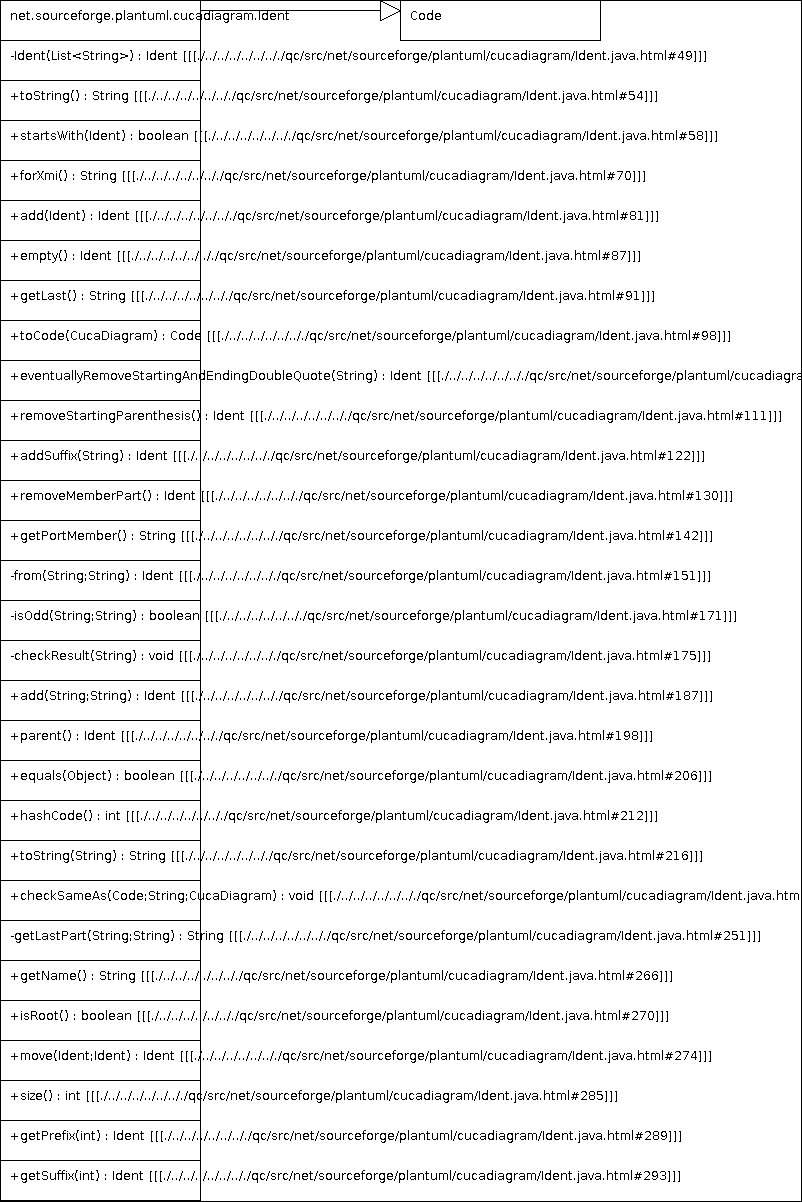 net.sourceforge.plantuml.cucadiagram.Ident
Code
-Ident(List<String>) : Ident [[[./../../../../../../../qc/src/net/sourceforge/plantuml/cucadiagram/Ident.java.html#49]]]
+toString() : String [[[./../../../../../../../qc/src/net/sourceforge/plantuml/cucadiagram/Ident.java.html#54]]]
+startsWith(Ident) : boolean [[[./../../../../../../../qc/src/net/sourceforge/plantuml/cucadiagram/Ident.java.html#58]]]
+forXmi() : String [[[./../../../../../../../qc/src/net/sourceforge/plantuml/cucadiagram/Ident.java.html#70]]]
+add(Ident) : Ident [[[./../../../../../../../qc/src/net/sourceforge/plantuml/cucadiagram/Ident.java.html#81]]]
+empty() : Ident [[[./../../../../../../../qc/src/net/sourceforge/plantuml/cucadiagram/Ident.java.html#87]]]
+getLast() : String [[[./../../../../../../../qc/src/net/sourceforge/plantuml/cucadiagram/Ident.java.html#91]]]
+toCode(CucaDiagram) : Code [[[./../../../../../../../qc/src/net/sourceforge/plantuml/cucadiagram/Ident.java.html#98]]]
+eventuallyRemoveStartingAndEndingDoubleQuote(String) : Ident [[[./../../../../../../../qc/src/net/sourceforge/plantuml/cucadiagra
+removeStartingParenthesis() : Ident [[[./../../../../../../../qc/src/net/sourceforge/plantuml/cucadiagram/Ident.java.html#111]]]
+addSuffix(String) : Ident [[[./../../../../../../../qc/src/net/sourceforge/plantuml/cucadiagram/Ident.java.html#122]]]
+removeMemberPart() : Ident [[[./../../../../../../../qc/src/net/sourceforge/plantuml/cucadiagram/Ident.java.html#130]]]
+getPortMember() : String [[[./../../../../../../../qc/src/net/sourceforge/plantuml/cucadiagram/Ident.java.html#142]]]
-from(String;String) : Ident [[[./../../../../../../../qc/src/net/sourceforge/plantuml/cucadiagram/Ident.java.html#151]]]
-isOdd(String;String) : boolean [[[./../../../../../../../qc/src/net/sourceforge/plantuml/cucadiagram/Ident.java.html#171]]]
-checkResult(String) : void [[[./../../../../../../../qc/src/net/sourceforge/plantuml/cucadiagram/Ident.java.html#175]]]
+add(String;String) : Ident [[[./../../../../../../../qc/src/net/sourceforge/plantuml/cucadiagram/Ident.java.html#187]]]
+parent() : Ident [[[./../../../../../../../qc/src/net/sourceforge/plantuml/cucadiagram/Ident.java.html#198]]]
+equals(Object) : boolean [[[./../../../../../../../qc/src/net/sourceforge/plantuml/cucadiagram/Ident.java.html#206]]]
+hashCode() : int [[[./../../../../../../../qc/src/net/sourceforge/plantuml/cucadiagram/Ident.java.html#212]]]
+toString(String) : String [[[./../../../../../../../qc/src/net/sourceforge/plantuml/cucadiagram/Ident.java.html#216]]]
+checkSameAs(Code;String;CucaDiagram) : void [[[./../../../../../../../qc/src/net/sourceforge/plantuml/cucadiagram/Ident.java.htm
-getLastPart(String;String) : String [[[./../../../../../../../qc/src/net/sourceforge/plantuml/cucadiagram/Ident.java.html#251]]]
+getName() : String [[[./../../../../../../../qc/src/net/sourceforge/plantuml/cucadiagram/Ident.java.html#266]]]
+isRoot() : boolean [[[./../../../../../../../qc/src/net/sourceforge/plantuml/cucadiagram/Ident.java.html#270]]]
+move(Ident;Ident) : Ident [[[./../../../../../../../qc/src/net/sourceforge/plantuml/cucadiagram/Ident.java.html#274]]]
+size() : int [[[./../../../../../../../qc/src/net/sourceforge/plantuml/cucadiagram/Ident.java.html#285]]]
+getPrefix(int) : Ident [[[./../../../../../../../qc/src/net/sourceforge/plantuml/cucadiagram/Ident.java.html#289]]]
+getSuffix(int) : Ident [[[./../../../../../../../qc/src/net/sourceforge/plantuml/cucadiagram/Ident.java.html#293]]]